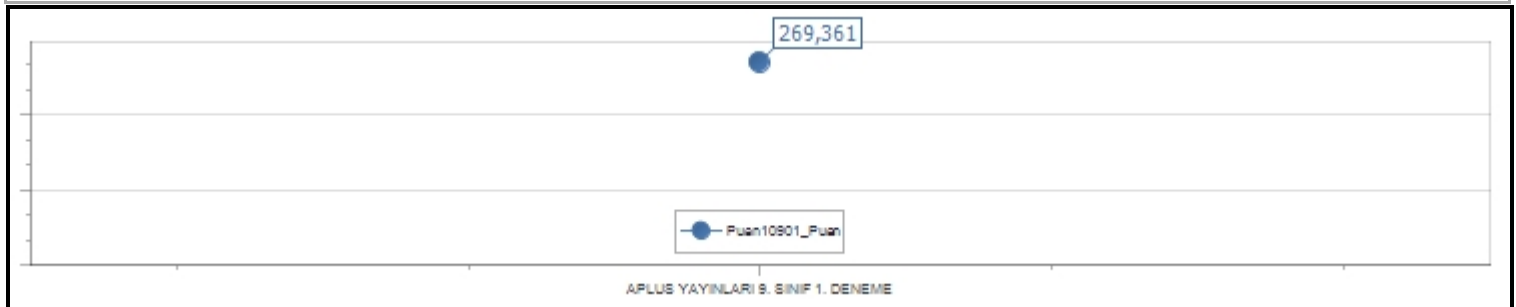 269,361
Puan10901_Puan
APLUS YAYINLARI 9. SINIF 1. DENEME